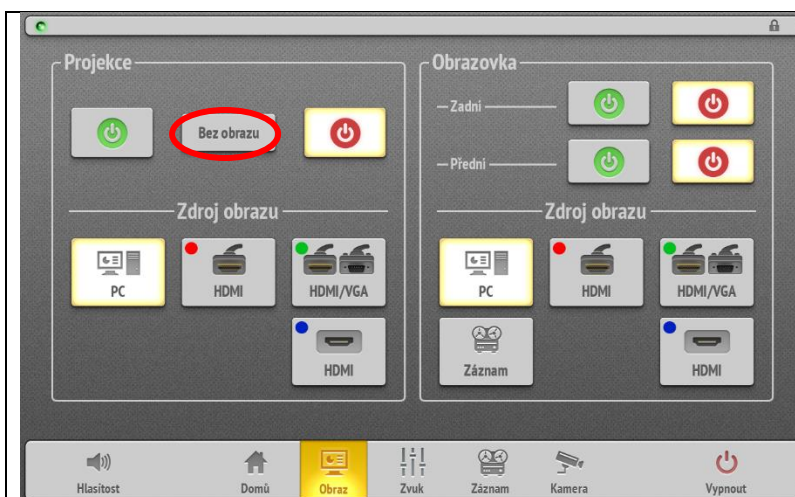 Projekce
Bez obrazu
Zdroj obrazu
PC
HDMI
HDMI/VGA
HDMI
Obrazovka
Zadní
Přední
Zdroj obrazu
PC
HDMI
HDMI/VGA
Záznam
HDMI
Hlasitost
Domů
Obraz
Zvuk
Záznam
Kamera
Vypnout